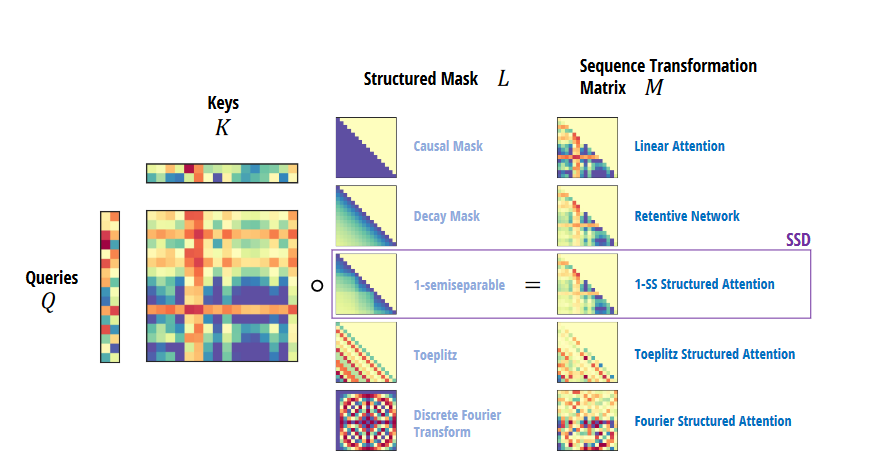 Structured Mask L
Sequence Transformation
Matrix M
Keys
K
Queries
Q
Causal Mask
Linear Attention
Decay Mask
Retentive Network
SSD
1-semiseparable
=
1-SS Structured Attention
Toeplitz
Toeplitz Structured Attention
Discrete Fourier
Transform
Fourier Structured Attention